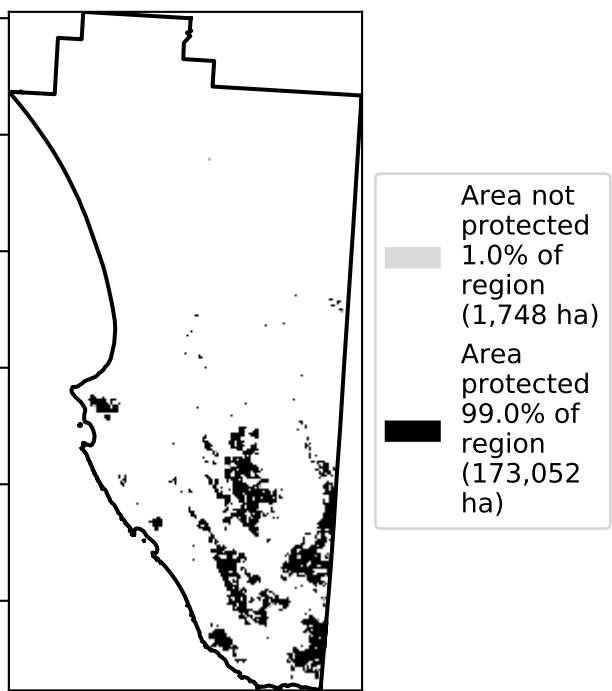 Area not
protected
1.0% of
region
(1,748 ha)
Area
protected
99.0% of
region
(173,052
ha)